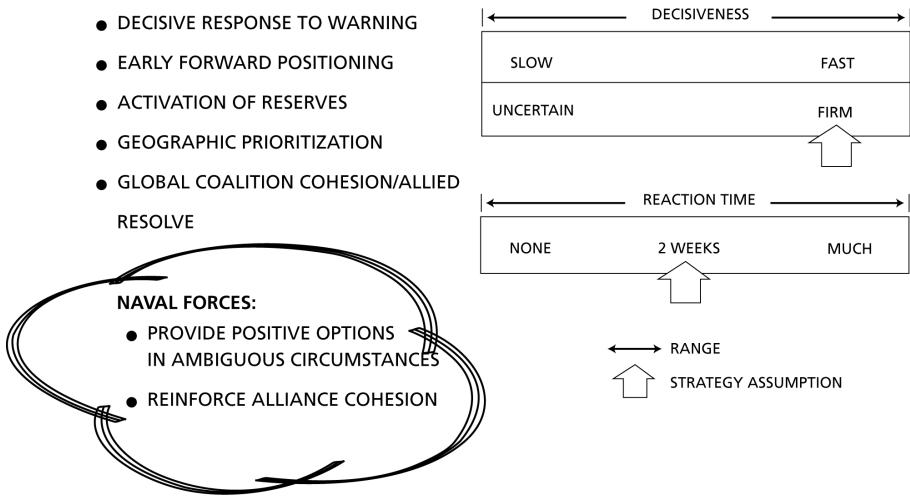 ● DECISIVE RESPONSE TO WARNING
● EARLY FORWARD POSITIONING
● ACTIVATION OF RESERVES
● GEOGRAPHIC PRIORITIZATION
● GLOBAL COALITION COHESION/ALLIED
RESOLVE
NAVAL FORCES:
● PROVIDE POSITIVE OPTIONS
IN AMBIGUOUS CIRCUMSTANCES
● REINFORCE ALLIANCE COHESION
DECISIVENESS
SLOW FAST
UNCERTAIN FIRM
REACTION TIME
NONE 2 WEEKS MUCH
RANGE
STRATEGY ASSUMPTION